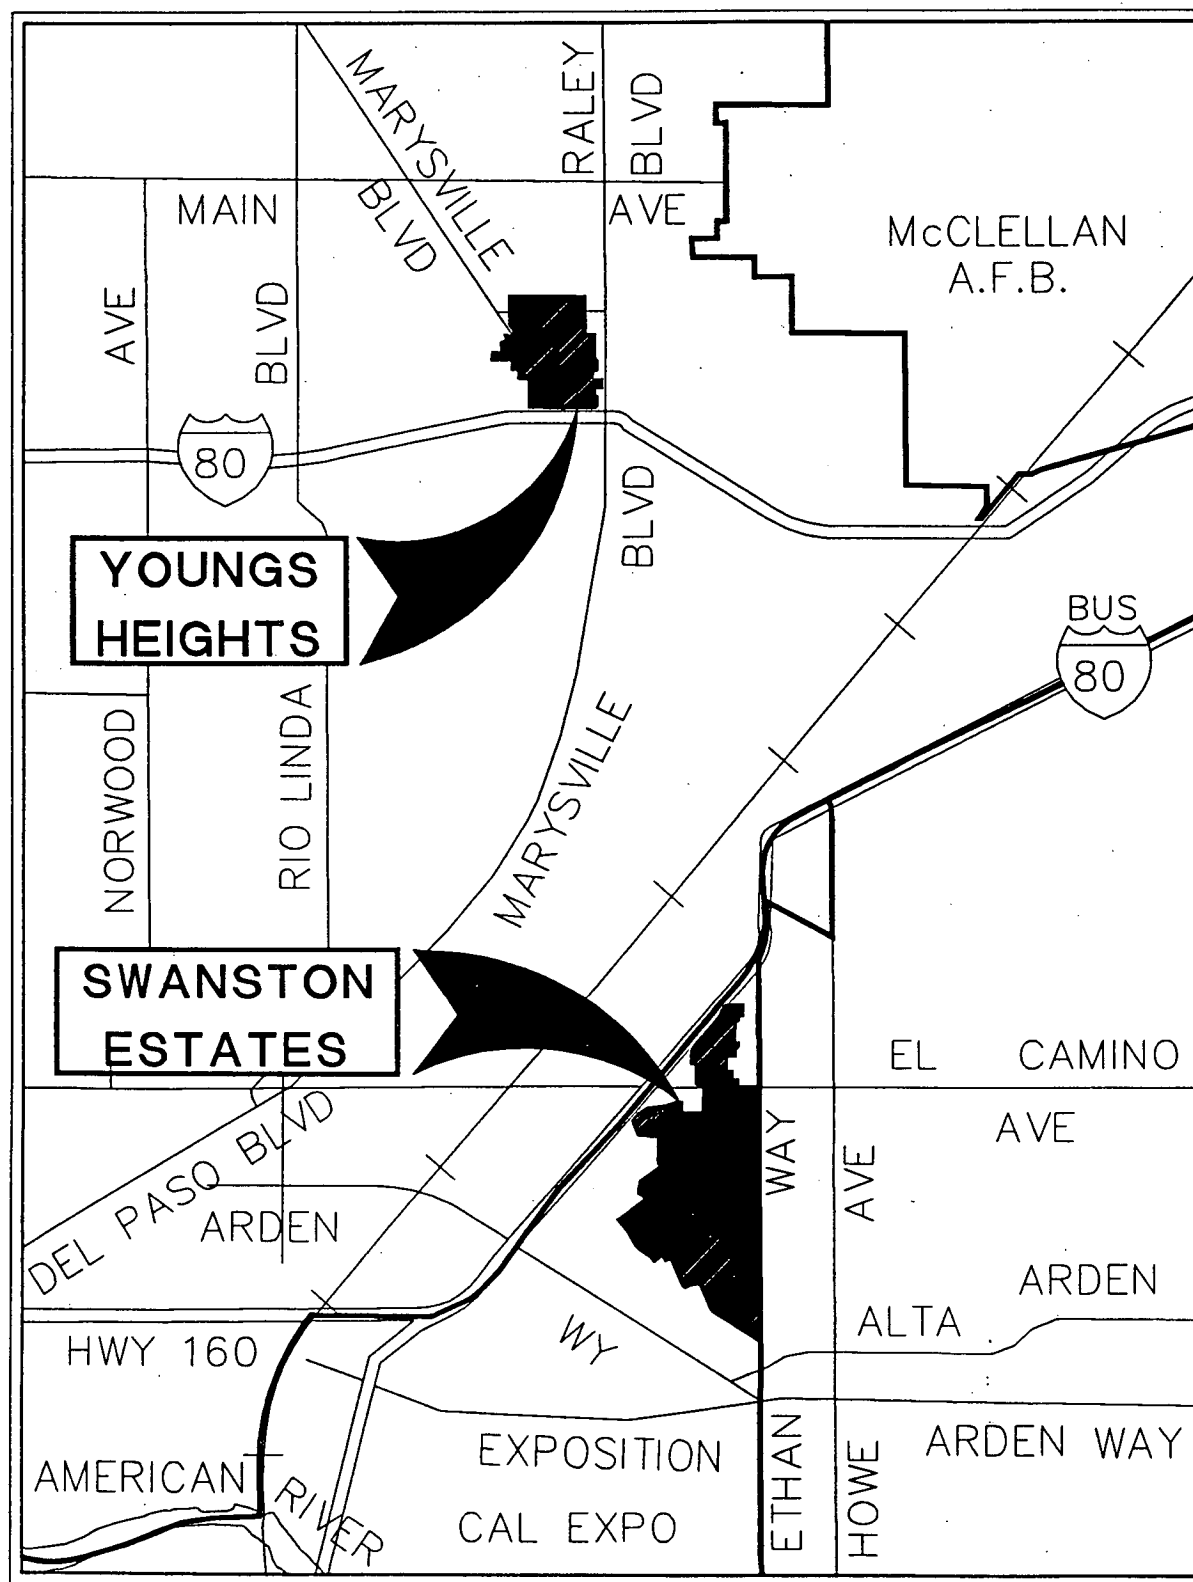 MARYSVILLE
BLVD
RALEY
BLVD
MAIN
AVE
McCLELLAN
A.F.B.
AVE
BLVD
80
BLVD
YOUNGS
HEIGHTS
BUS
80
NORWOOD
RIO LINDA
MARYSVILLE
SWANSTON
ESTATES
EL CAMINO
AVE
DEL PASO BLVD
WAY
AVE
ARDEN
ARDEN
ALTA
HWY 160
WY
EXPOSITION
ETHAN
HOWE
ARDEN WAY
AMERICAN
RIVER
CAL EXPO